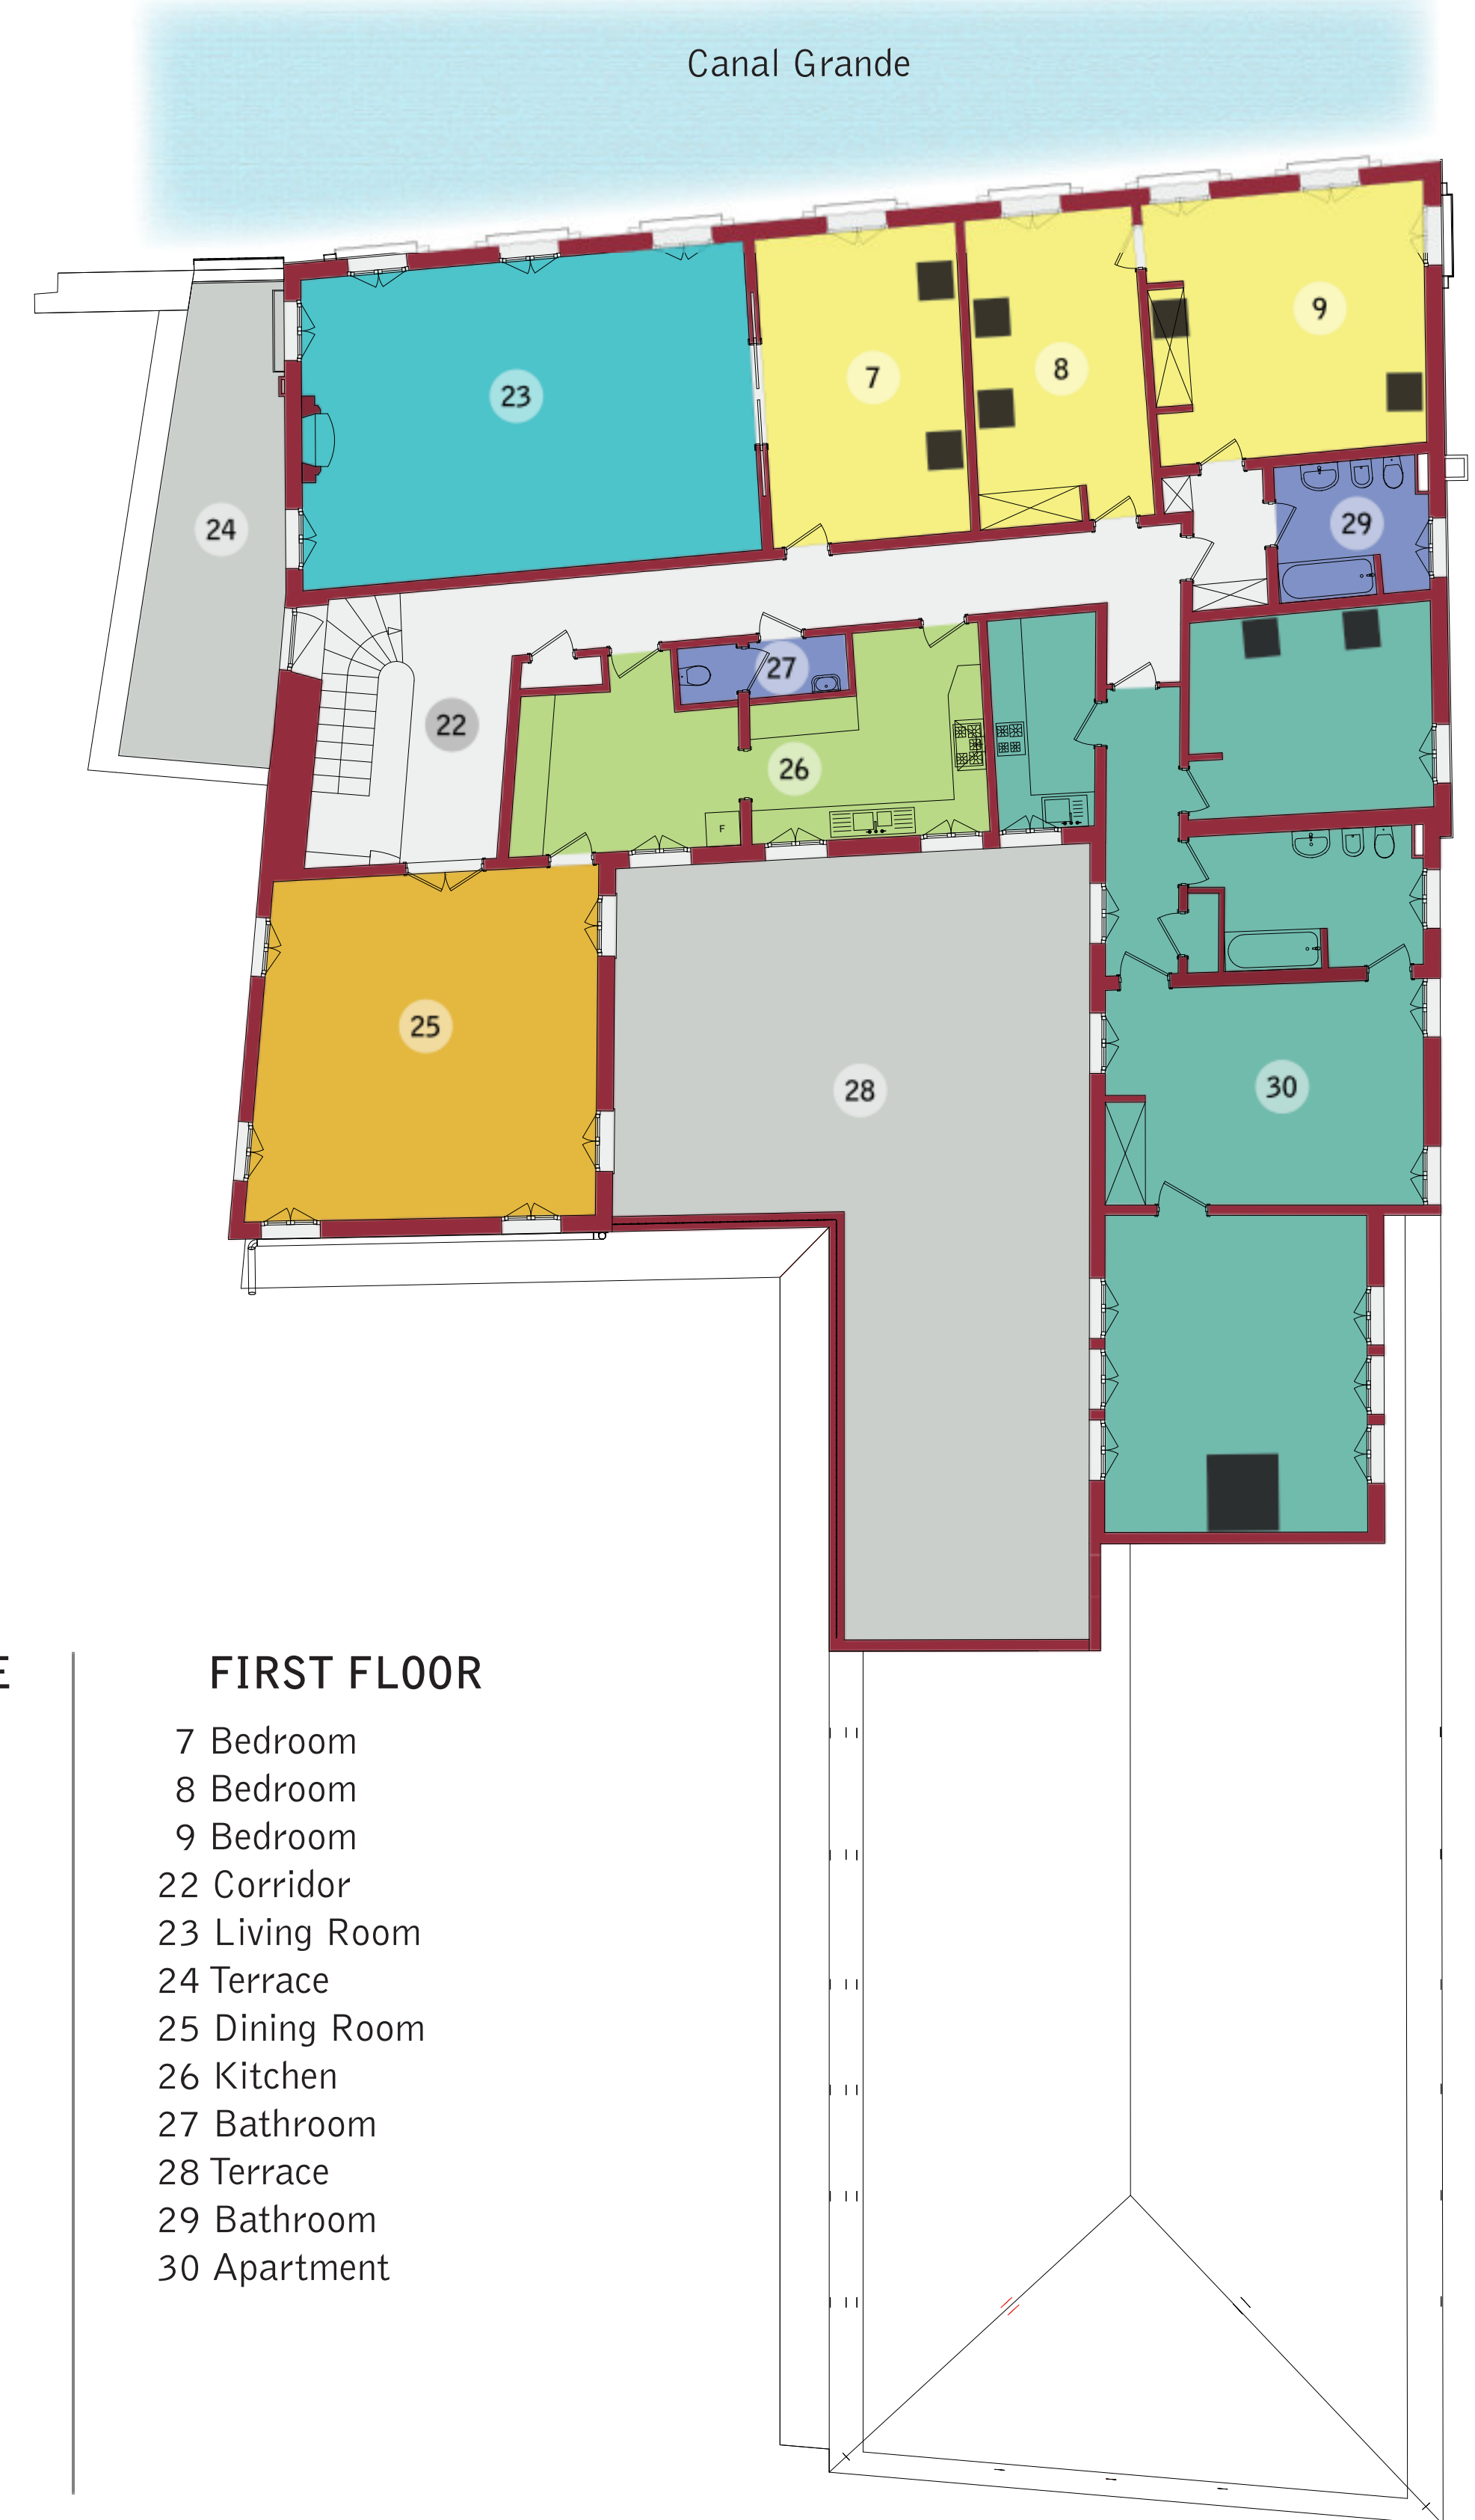 Canal Grande
9
7
8
23
29
24
27
22
26
F
25
30
28
E
FIRST FLOOR
7 Bedroom
8 Bedroom
9 Bedroom
22 Corridor
23 Living Room
24 Terrace
25 Dining Room
26 Kitchen
27 Bathroom
28 Terrace
29 Bathroom
30 Apartment